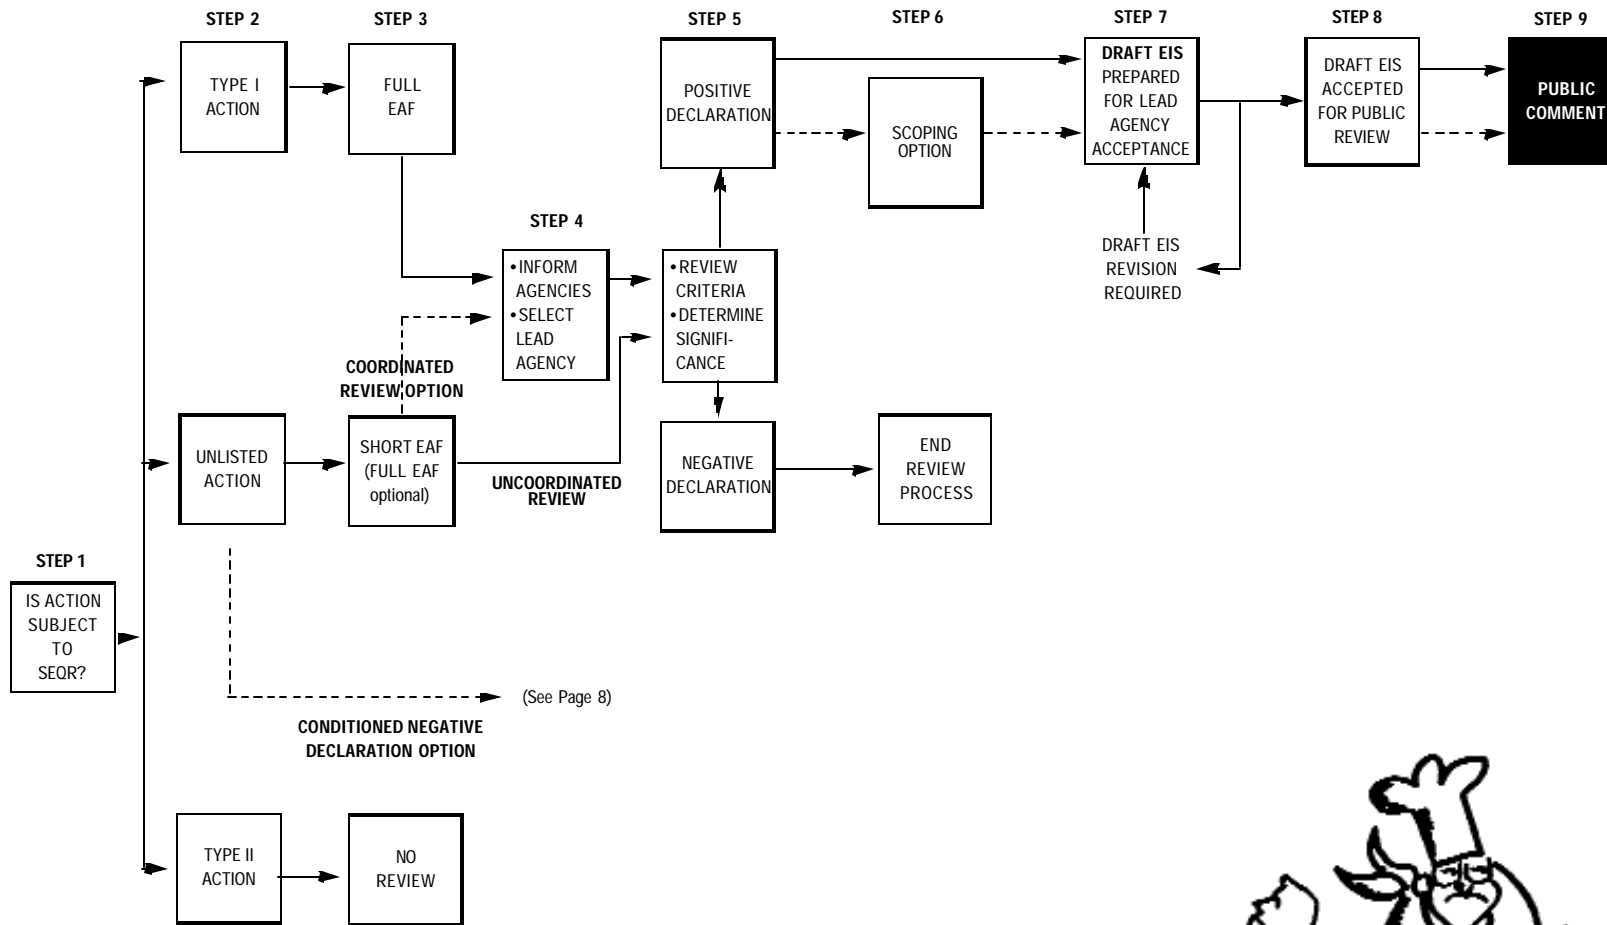 STEP 2
STEP 3
STEP 5
STEP 6
STEP 7
STEP 8
STEP 9
TYPE I
ACTION
FULL
EAF
POSITIVE
DECLARATION
SCOPING
OPTION
DRAFT EIS
PREPARED
FOR LEAD
AGENCY
ACCEPTANCE
DRAFT EIS
ACCEPTED
FOR PUBLIC
REVIEW
PUBLIC
COMMENT
STEP 4
•INFORM
AGENCIES
•SELECT
LEAD
AGENCY
•REVIEW
CRITERIA
•DETERMINE
SIGNIFI-
CANCE
DRAFT EIS
REVISION
REQUIRED
COORDINATED
REVIEW OPTION
UNLISTED
ACTION
SHORT EAF
(FULL EAF
optional)
UNCOORDINATED
REVIEW
NEGATIVE
DECLARATION
END
REVIEW
PROCESS
STEP 1
IS ACTION
SUBJECT
TO
SEQR?
(See Page 8)
CONDITIONED NEGATIVE
DECLARATION OPTION
TYPE II
ACTION
NO
REVIEW